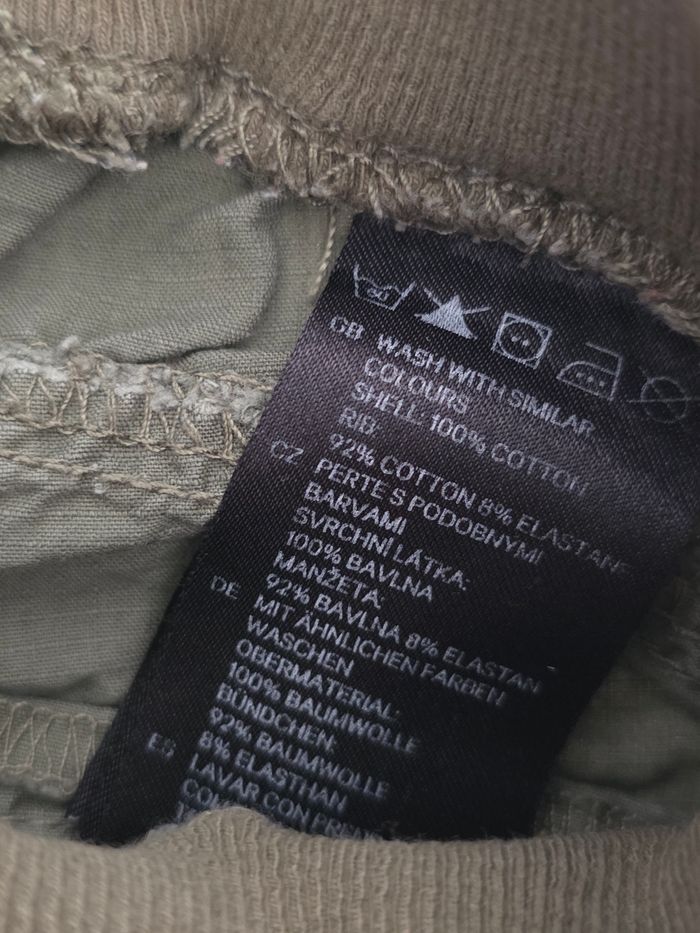 GB WASH WITH SIMILAR
COLOURS
SHELL: 100% COTTON
RIB:
92% COTTON 8% ELASTANE
CZ PERTE S PODOBNÝMI
BARVAMI
SVRCHNÍ LÁTKA:
100% BAVLNA
MANŽETA:
92% BAVLNA 8% ELASTAN
DE MIT ÄHNLICHEN FARBEN
WASCHEN
OBERMATERIAL:
100% BAUMWOLLE
BÜNDCHEN:
92% BAUMWOLLE
8% ELASTHAN
ES LAVAR CON